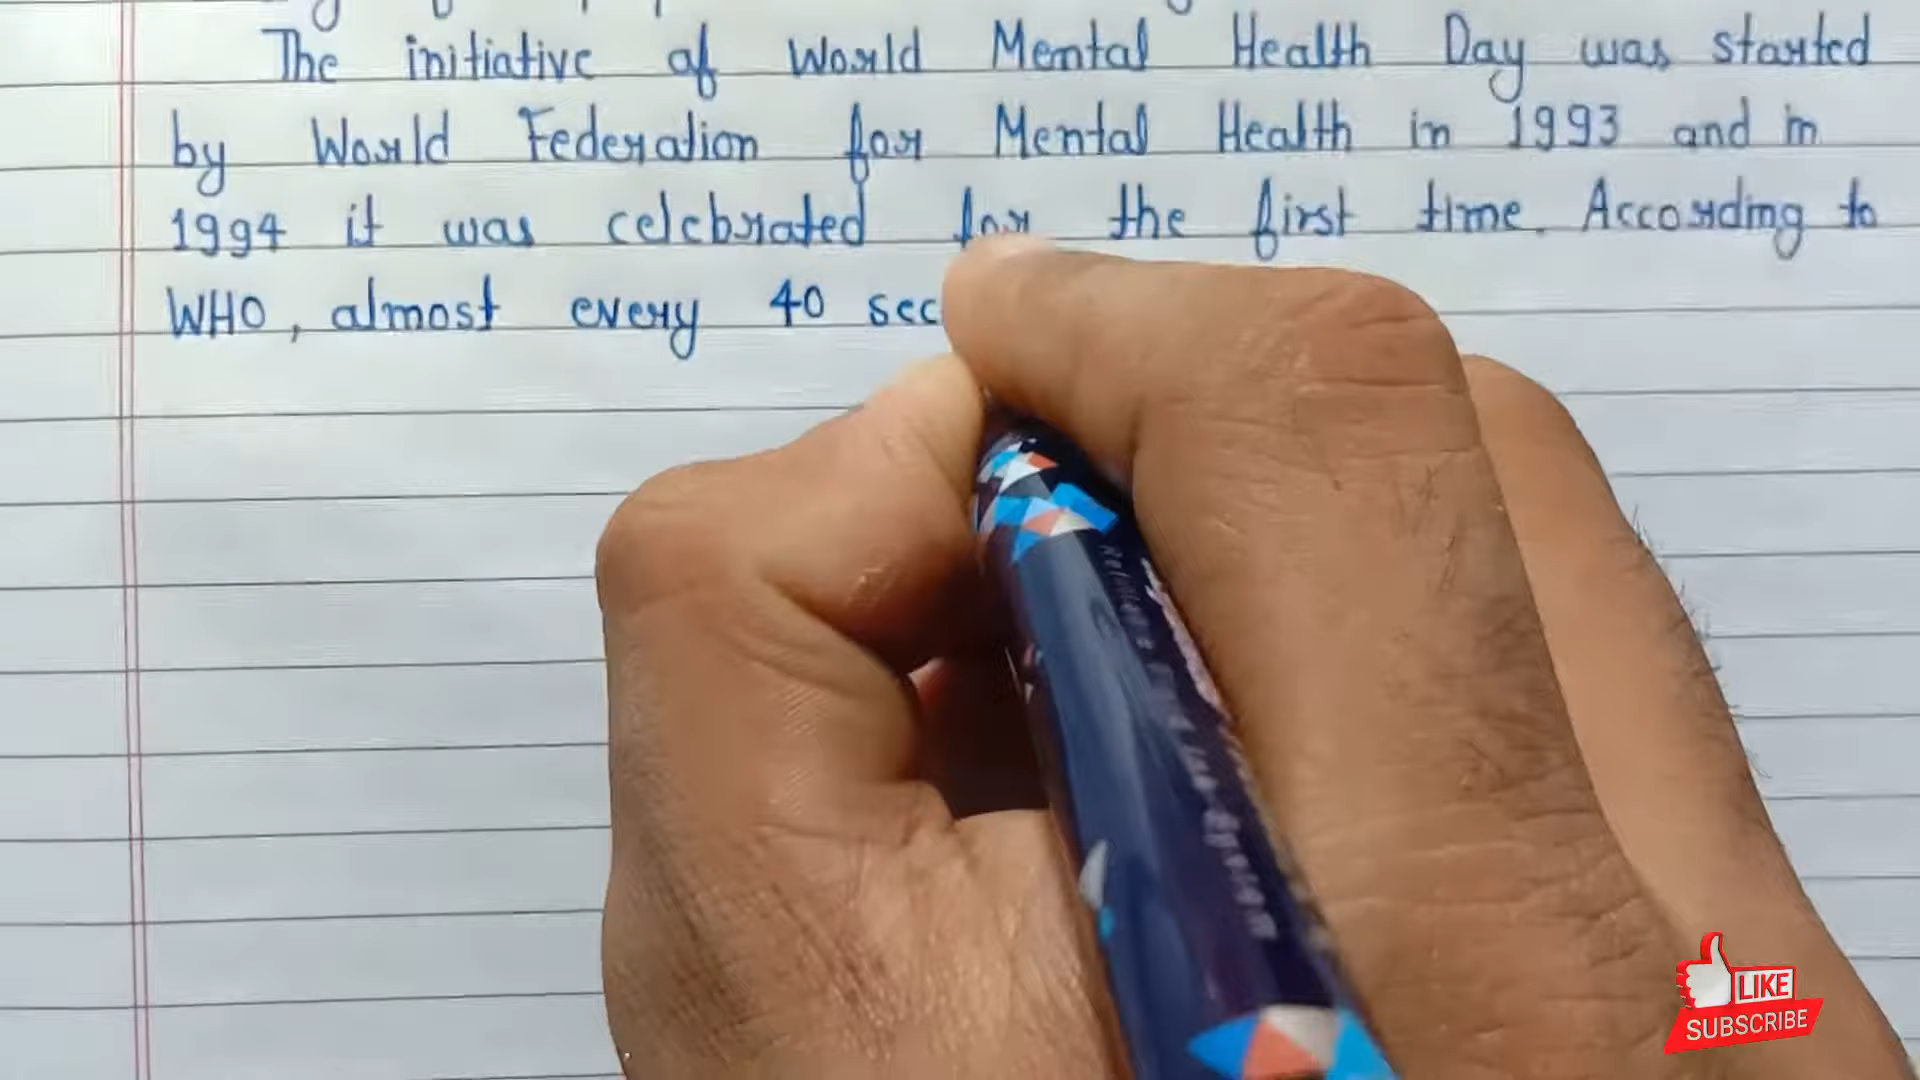 The initiative of World Mental Health Day was started
by World Federation for Mental Health in 1993 and in
1994 it was celebrated for the first time. According to
WHO, almost every 40 sec
LIKE
SUBSCRIBE